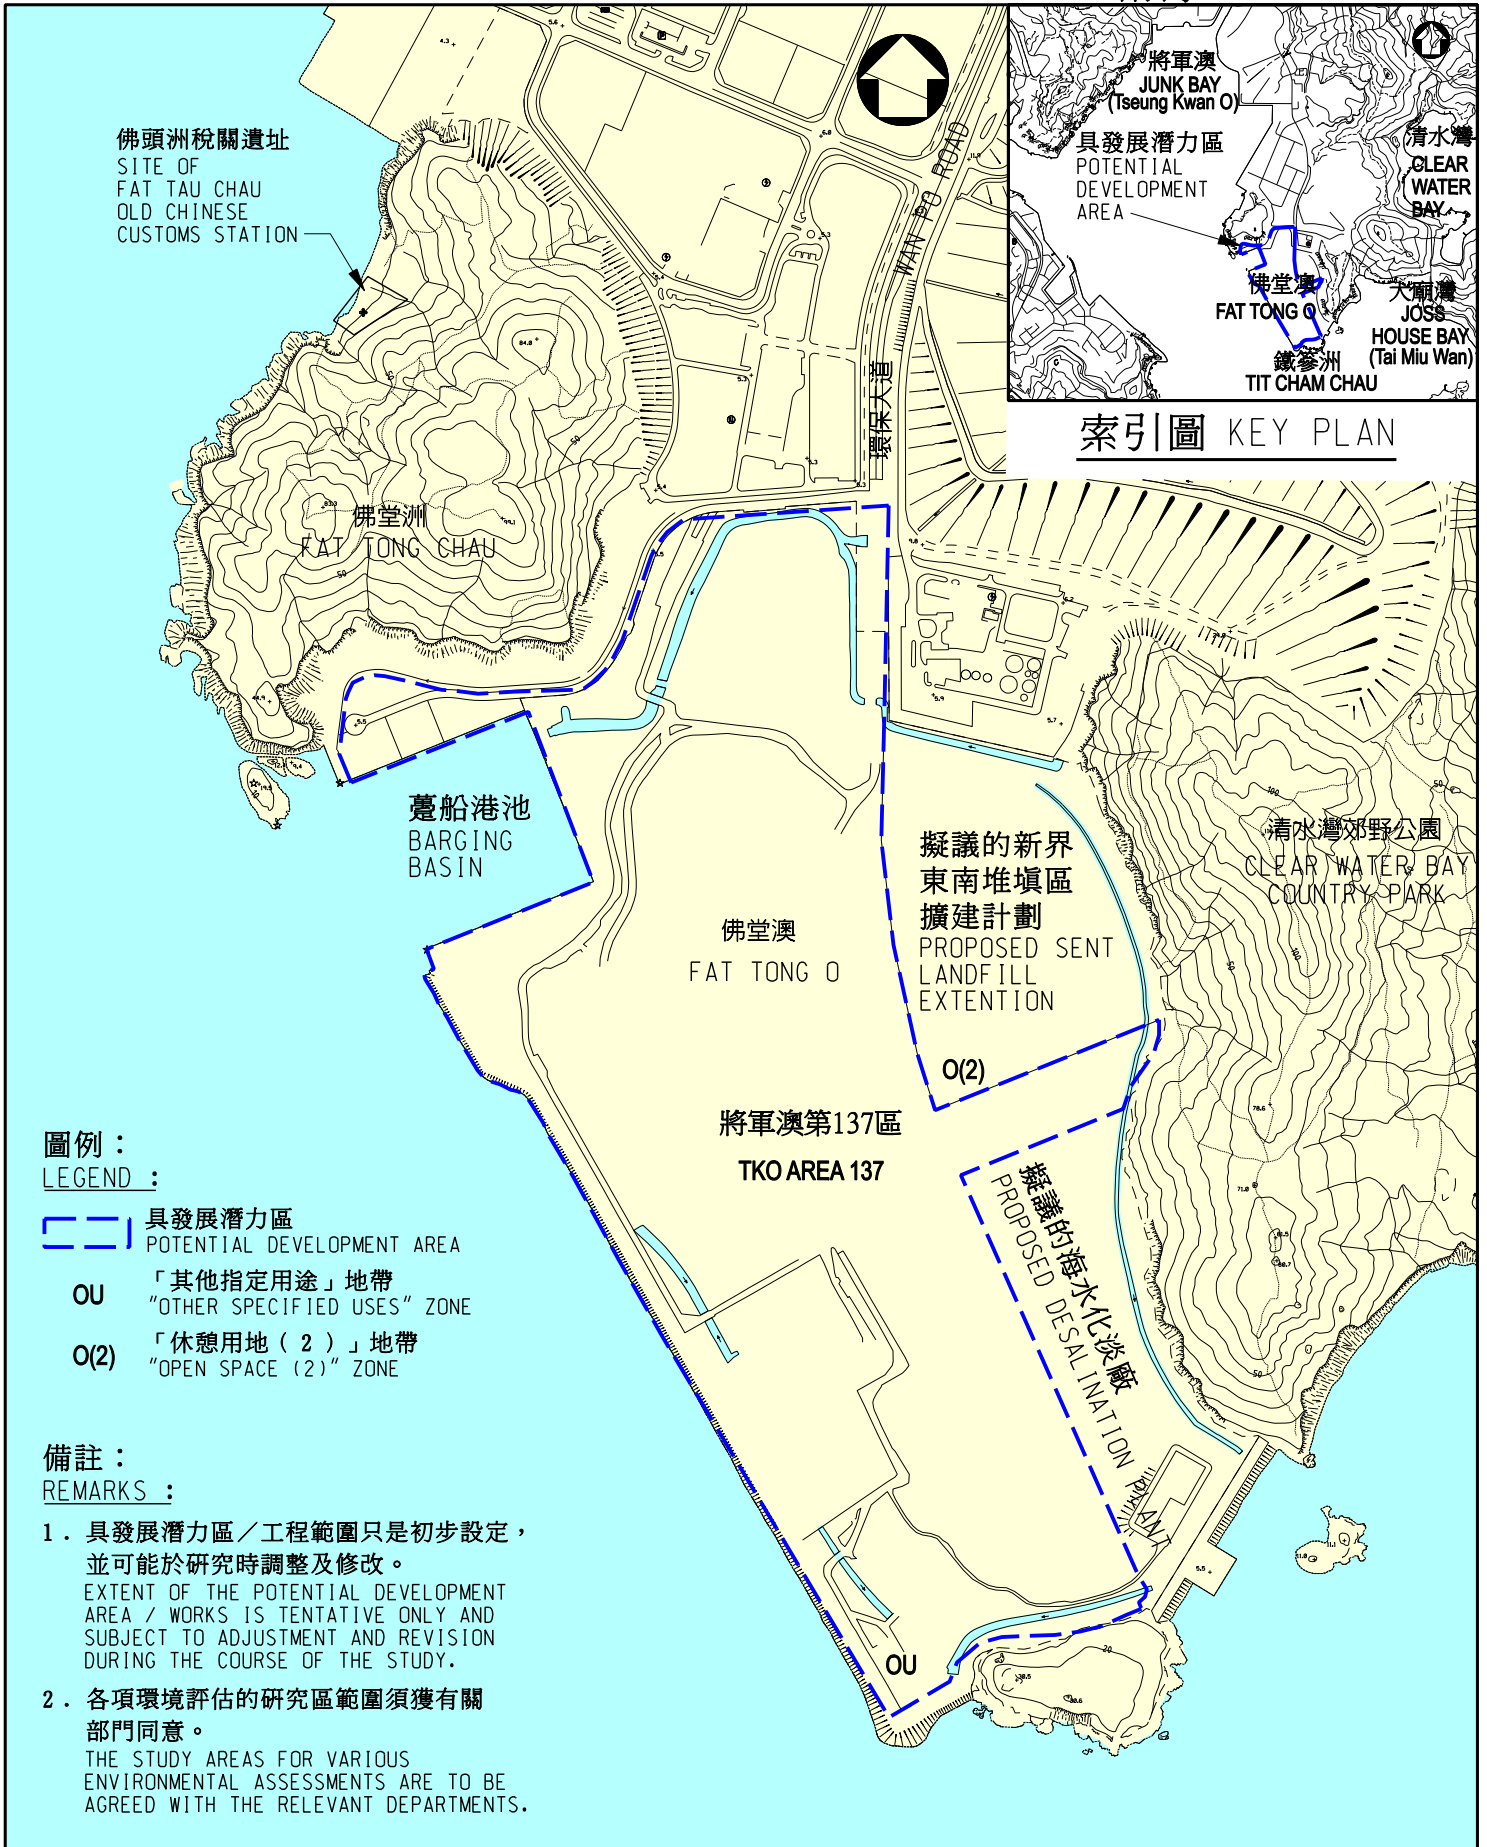 佛頭洲稅關遺址
SITE OF
FAT TAU CHAU
OLD CHINESE
CUSTOMS STATION
WAN PO ROAD
環保大道
將軍澳
JUNK BAY
(Tseung Kwan O)
具發展潛力區
POTENTIAL
DEVELOPMENT
AREA
清水灣
CLEAR
WATER
BAY
佛堂澳
FAT TONG O
大廟灣
JOSS
HOUSE BAY
(Tai Miu Wan)
鐵篸洲
TIT CHAM CHAU
索引圖 KEY PLAN
佛堂洲
FAT TONG CHAU
躉船港池
BARGING
BASIN
佛堂澳
FAT TONG O
擬議的新界
東南堆塡區
擴建計劃
PROPOSED SENT
LANDFILL
EXTENTION
清水灣郊野公園
CLEAR WATER BAY
COUNTRY PARK
O(2)
將軍澳第137區
TKO AREA 137
擬議的海水化淡廠
PROPOSED DESALINATION PLANT
OU
圖例：
LEGEND :
具發展潛力區
POTENTIAL DEVELOPMENT AREA
OU
「其他指定用途」地帶
"OTHER SPECIFIED USES" ZONE
O(2)
「休憩用地（2）」地帶
"OPEN SPACE (2)" ZONE
備註：
REMARKS :
1. 具發展潛力區／工程範圍只是初步設定，
並可能於研究時調整及修改。
EXTENT OF THE POTENTIAL DEVELOPMENT
AREA / WORKS IS TENTATIVE ONLY AND
SUBJECT TO ADJUSTMENT AND REVISION
DURING THE COURSE OF THE STUDY.
2. 各項環境評估的研究區範圍須獲有關
部門同意。
THE STUDY AREAS FOR VARIOUS
ENVIRONMENTAL ASSESSMENTS ARE TO BE
AGREED WITH THE RELEVANT DEPARTMENTS.